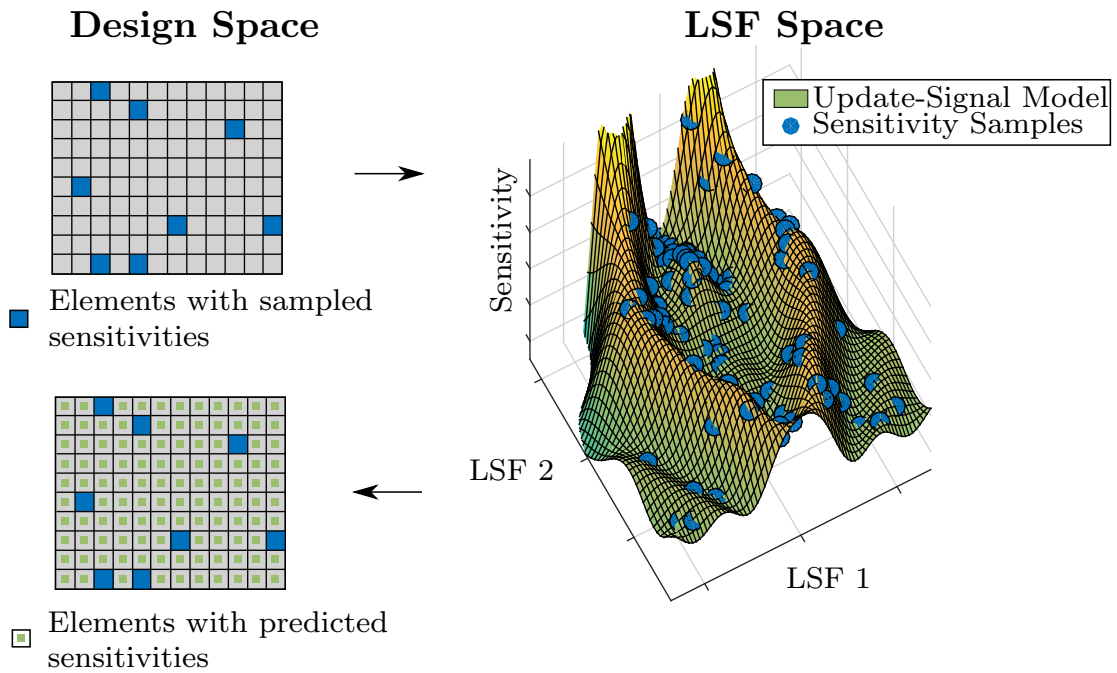 Design Space
LSF Space
Update-Signal Model
Sensitivity Samples
Sensitivity
Elements with sampled
sensitivities
LSF 2
LSF 1
Elements with predicted
sensitivities